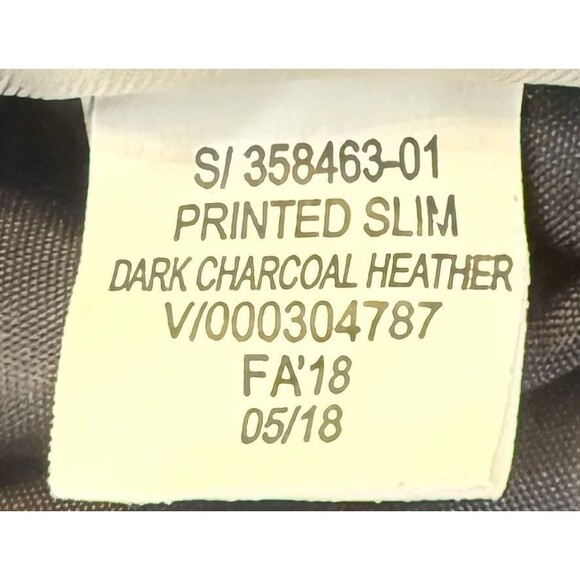 S/ 358463-01
PRINTED SLIM
DARK CHARCOAL HEATHER
V/000304787
FA'18
05/18